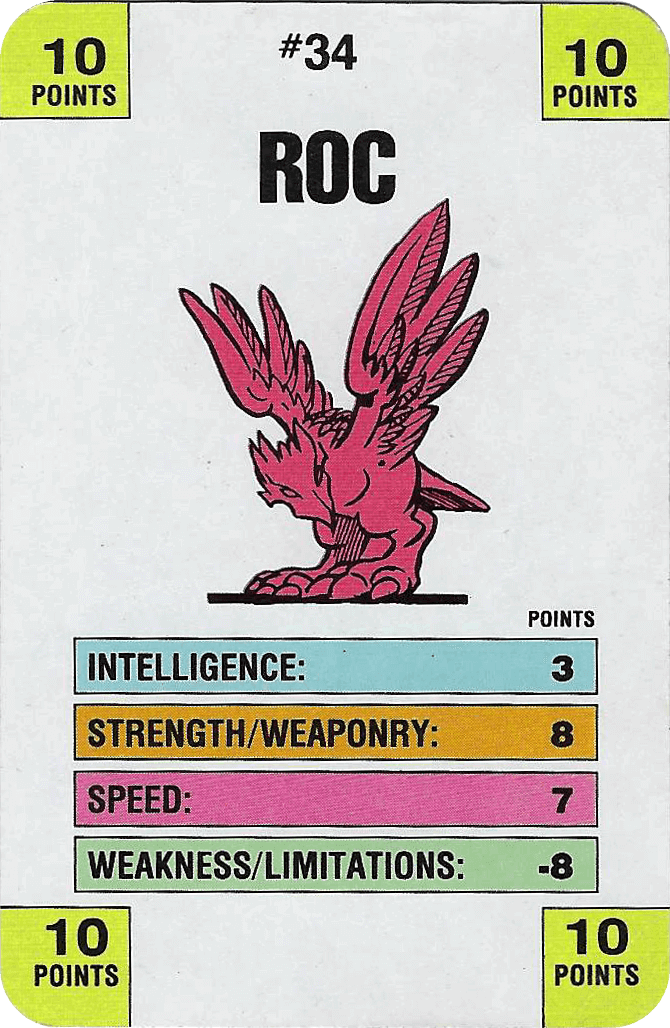 10 POINTS
#34
10 POINTS
ROC
POINTS
INTELLIGENCE: 3
STRENGTH/WEAPONRY: 8
SPEED: 7
WEAKNESS/LIMITATIONS: -8
10 POINTS
10 POINTS